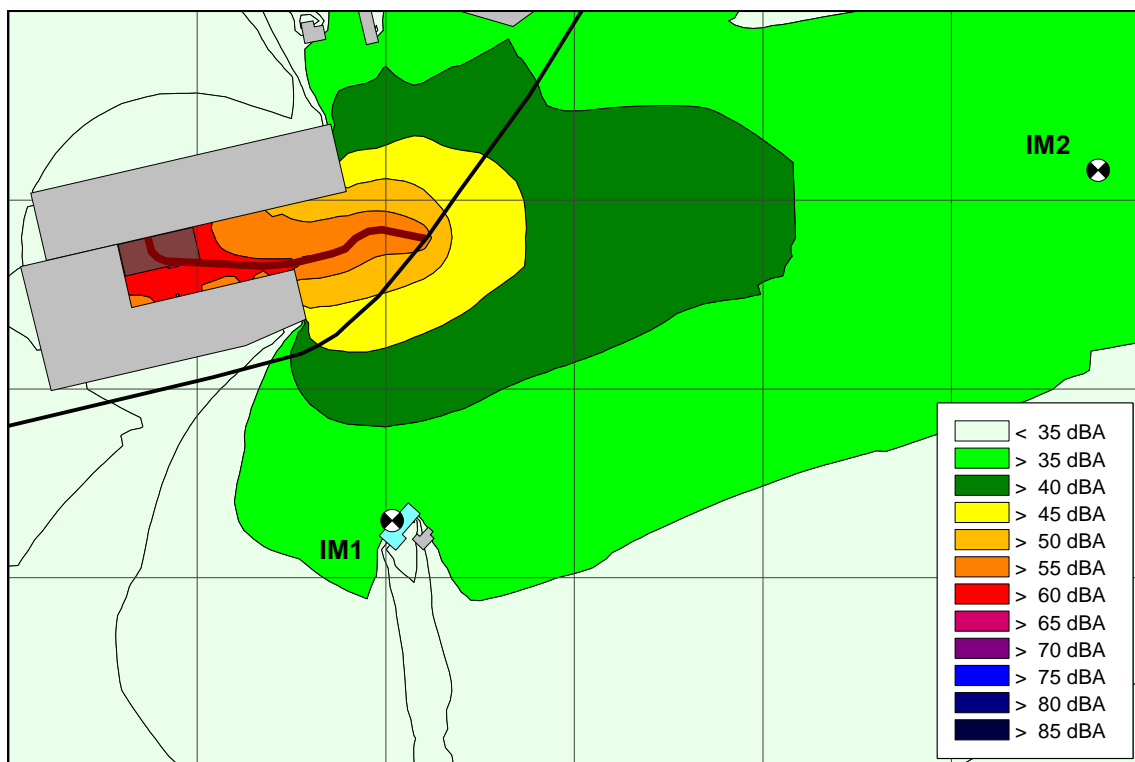 IM2
IM1
< 35 dBA
> 35 dBA
> 40 dBA
> 45 dBA
> 50 dBA
> 55 dBA
> 60 dBA
> 65 dBA
> 70 dBA
> 75 dBA
> 80 dBA
> 85 dBA